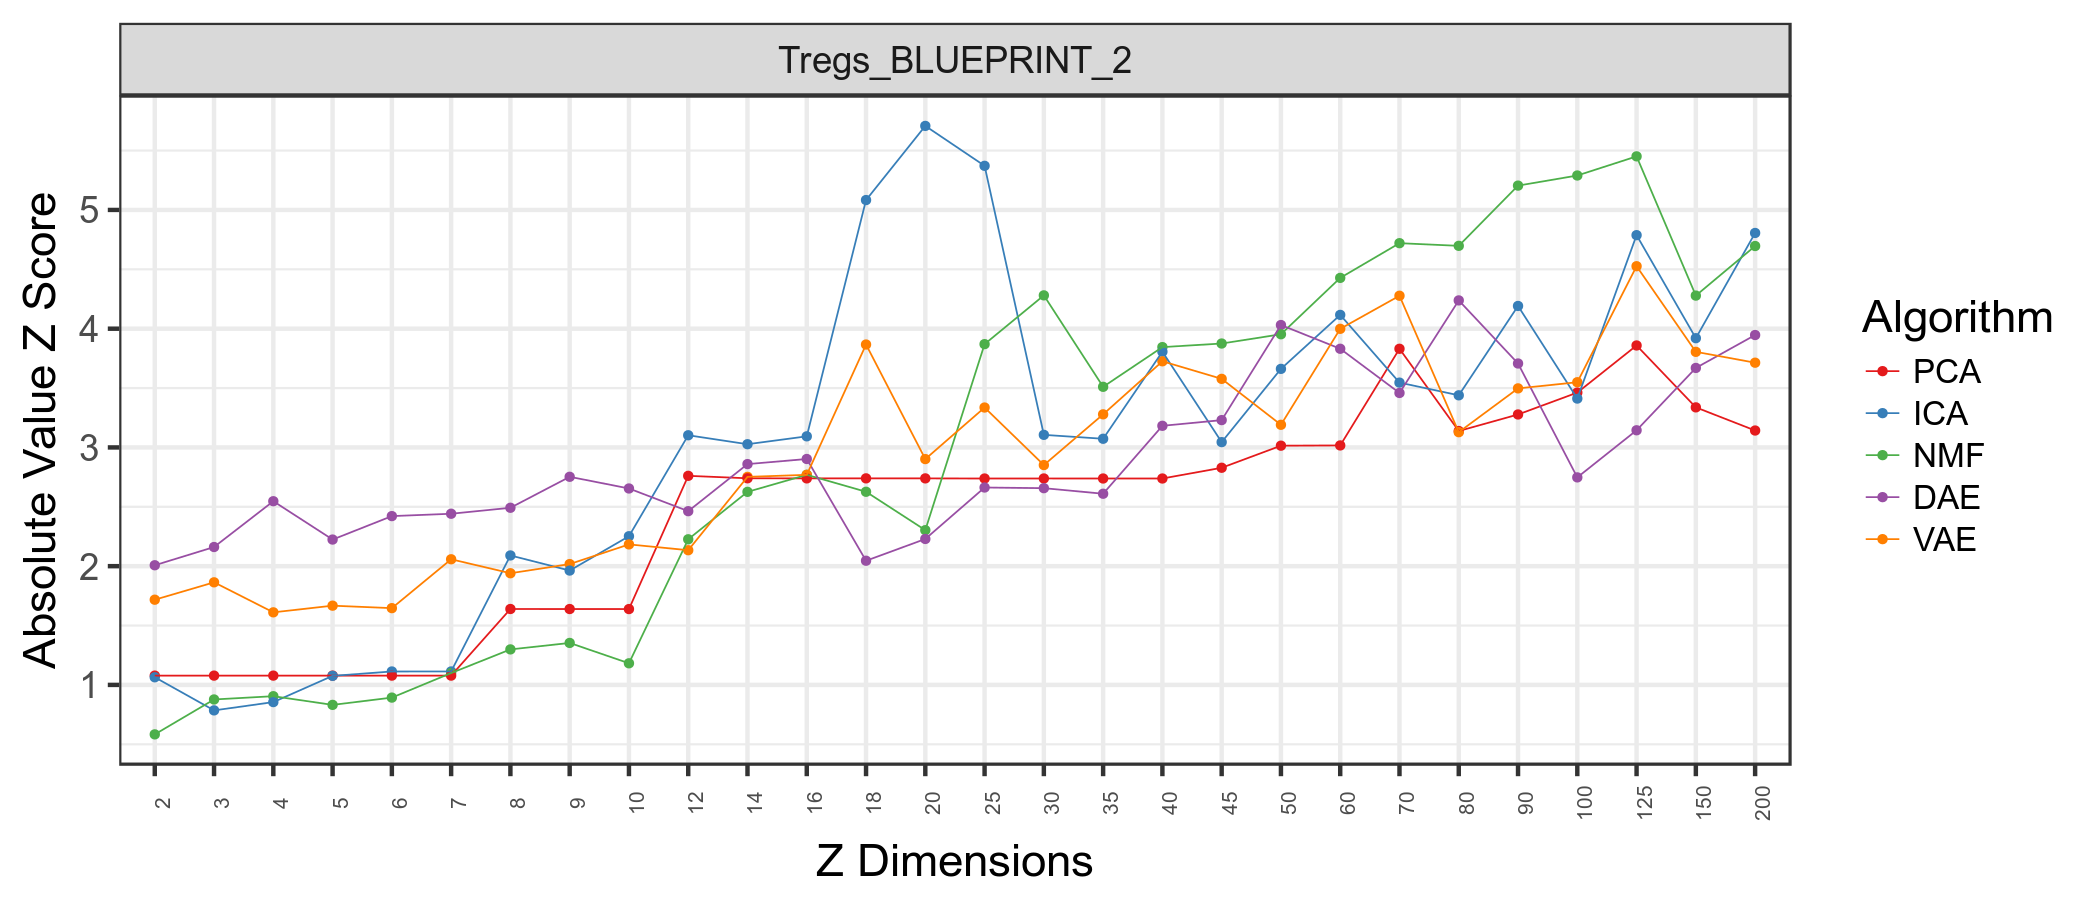 Tregs_BLUEPRINT_2
Absolute Value Z Score
5
4
3
2
1
2 3 4 5 6 7 8 9 10 12 14 16 18 20 25 30 35 40 45 50 60 70 80 90 100 125 150 200
Z Dimensions
Algorithm
PCA
ICA
NMF
DAE
VAE